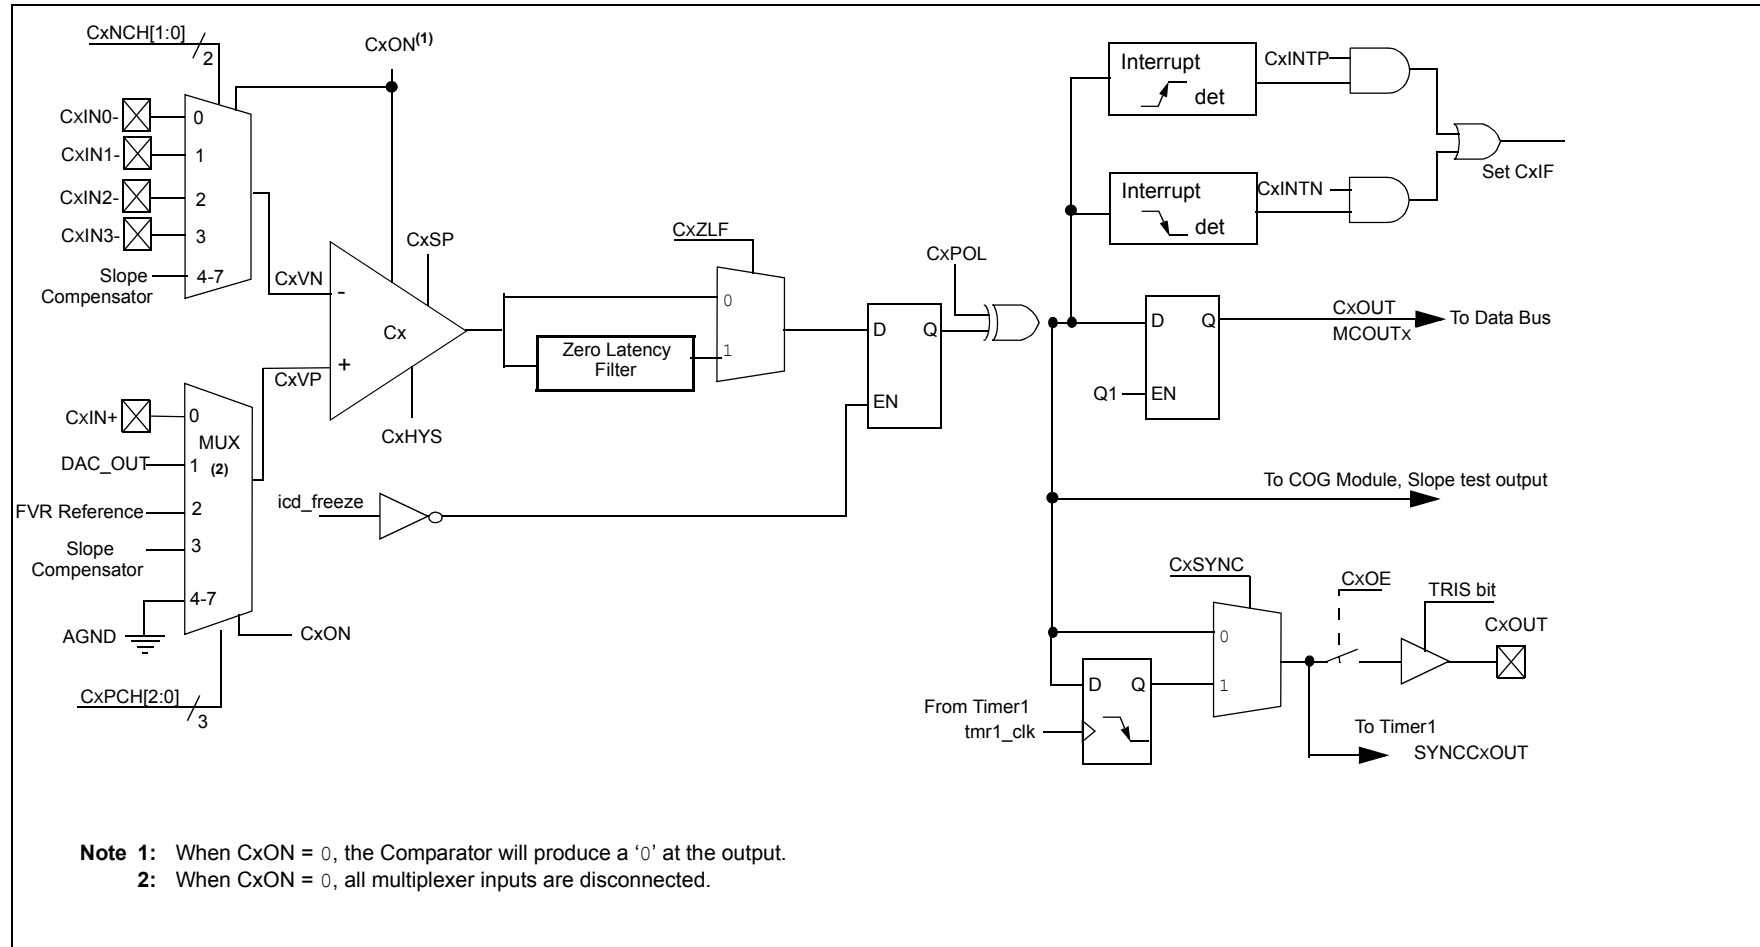 CxNCH[1:0]
2
CxON(1)
CxIN0-
0
CxIN1-
1
CxIN2-
2
CxIN3-
3
Slope
Compensator
4-7
CxVN
-
CxSP
Cx
+
CxVP
CxHYS
CxIN+
0
MUX
(2)
DAC_OUT
1
FVR Reference
2
Slope
Compensator
3
4-7
AGND
CxON
CxPCH[2:0]
3
icd_freeze
CxZLF
0
Zero Latency
Filter
1
D
Q
EN
CxPOL
Interrupt
det
CxINTP
Interrupt
det
CxINTN
Set CxIF
D
Q
Q1
EN
CxOUT
MCOUTx
To Data Bus
To COG Module, Slope test output
CxSYNC
0
1
CxOE
TRIS bit
CxOUT
D
Q
From Timer1
tmr1_clk
To Timer1
SYNCCxOUT
Note 1: When CxON = 0, the Comparator will produce a ‘0’ at the output.
2: When CxON = 0, all multiplexer inputs are disconnected.